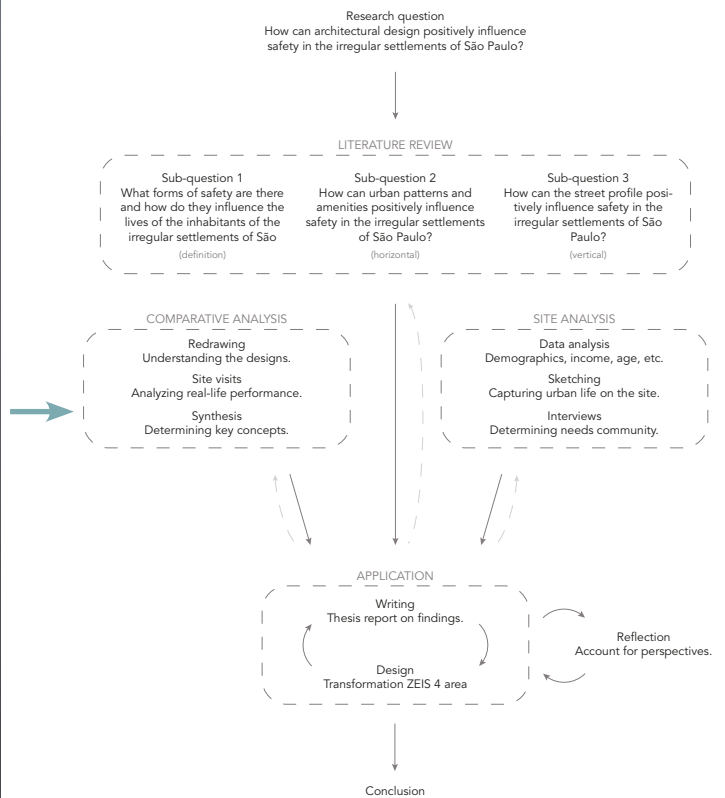 Research question
How can architectural design positively influence
safety in the irregular settlements of São Paulo?
LITERATURE REVIEW
Sub-question 1
What forms of safety are there
and how do they influence the
lives of the inhabitants of the
irregular settlements of São
(definition)
Sub-question 2
How can urban patterns and
amenities positively influence
safety in the irregular settlements
of São Paulo?
(horizontal)
Sub-question 3
How can the street profile posi-
tively influence safety in the
irregular settlements of São
Paulo?
(vertical)
COMPARATIVE ANALYSIS
Redrawing
Understanding the designs.
Site visits
Analyzing real-life performance.
Synthesis
Determining key concepts.
SITE ANALYSIS
Data analysis
Demographics, income, age, etc.
Sketching
Capturing urban life on the site.
Interviews
Determining needs community.
APPLICATION
Writing
Thesis report on findings.
Design
Transformation ZEIS 4 area
Reflection
Account for perspectives.
Conclusion